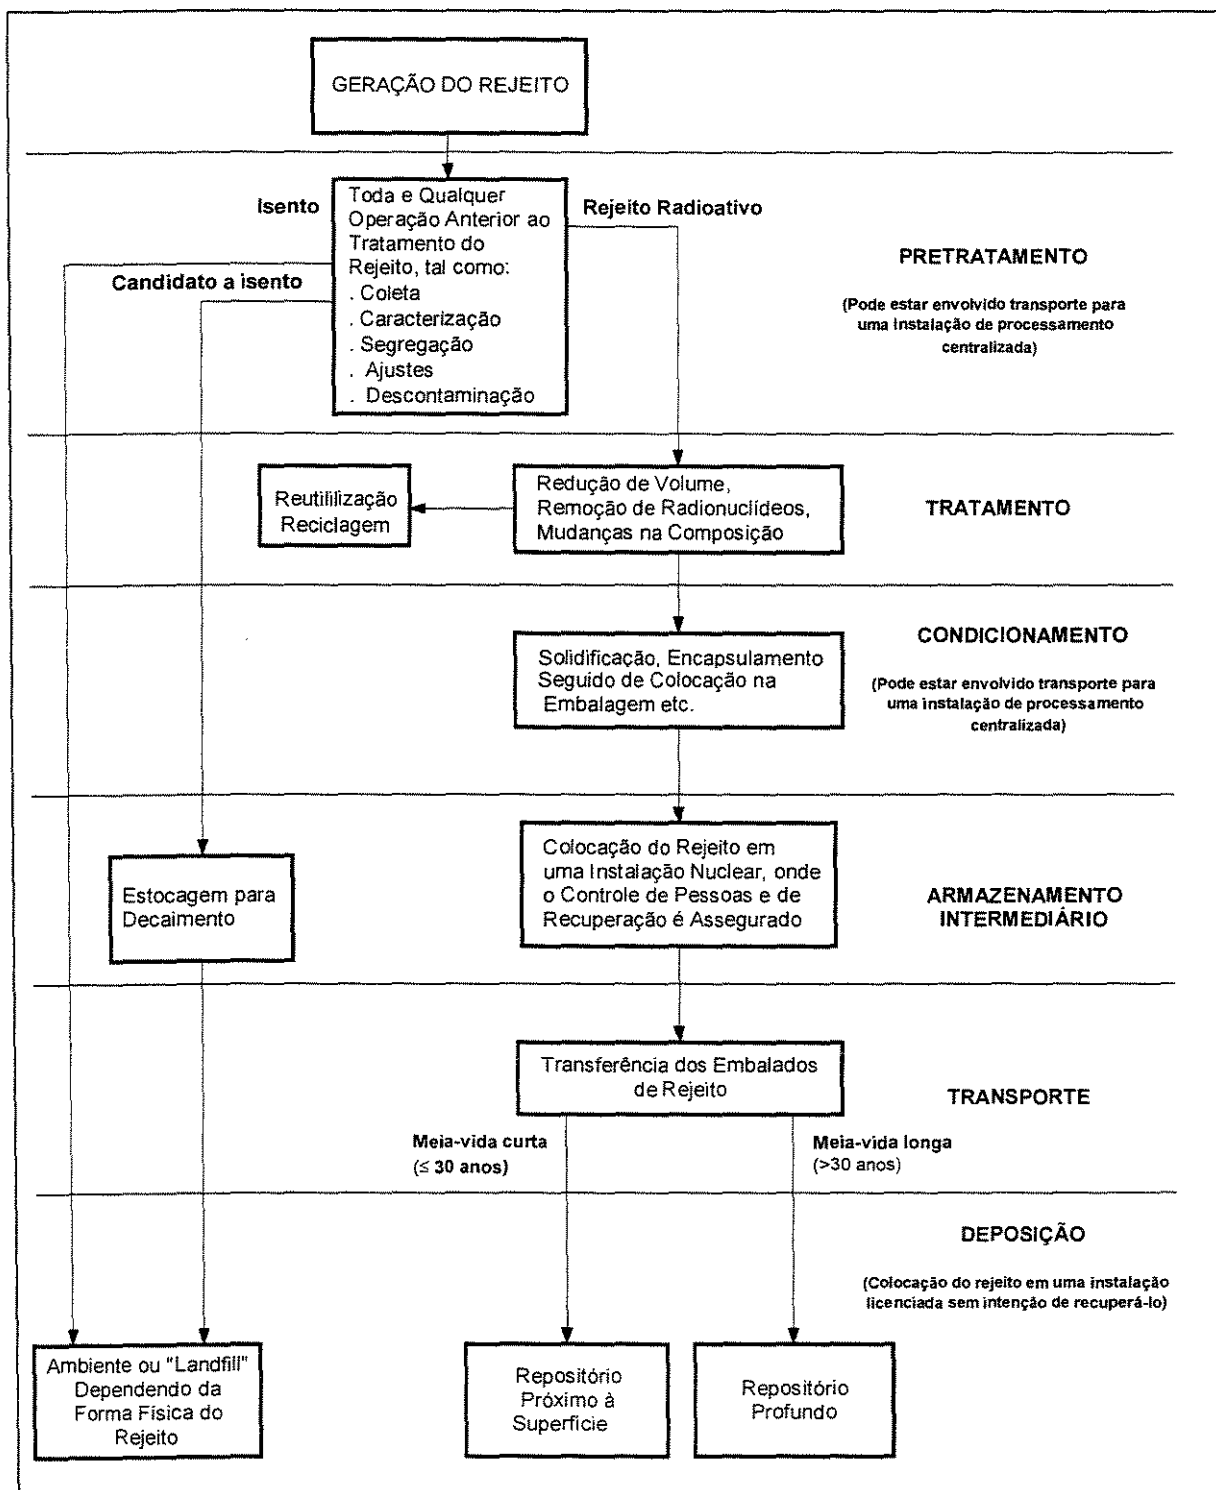 GERAÇÃO DO REJEITO
Isento
Toda e Qualquer
Operação Anterior ao
Tratamento do
Rejeito, tal como:
. Coleta
. Caracterização
. Segregação
. Ajustes
. Descontaminação
Rejeito Radioativo
Candidato a isento
PRETRATAMENTO
(Pode estar envolvido transporte para
uma instalação de processamento
centralizada)
Reutililização
Reciclagem
Redução de Volume,
Remoção de Radionuclídeos,
Mudanças na Composição
TRATAMENTO
Solidificação, Encapsulamento
Seguido de Colocação na
Embalagem etc.
CONDICIONAMENTO
(Pode estar envolvido transporte para
uma instalação de processamento
centralizada)
Estocagem para
Decaimento
Colocação do Rejeito em
uma Instalação Nuclear, onde
o Controle de Pessoas e de
Recuperação é Assegurado
ARMAZENAMENTO
INTERMEDIÁRIO
Transferência dos Embalados
de Rejeito
TRANSPORTE
Meia-vida curta
(≤ 30 anos)
Meia-vida longa
(>30 anos)
DEPOSIÇÃO
(Colocação do rejeito em uma instalação
licenciada sem intenção de recuperá-lo)
Ambiente ou "Landfill"
Dependendo da
Forma Física do
Rejeito
Repositório
Próximo à
Superfície
Repositório
Profundo